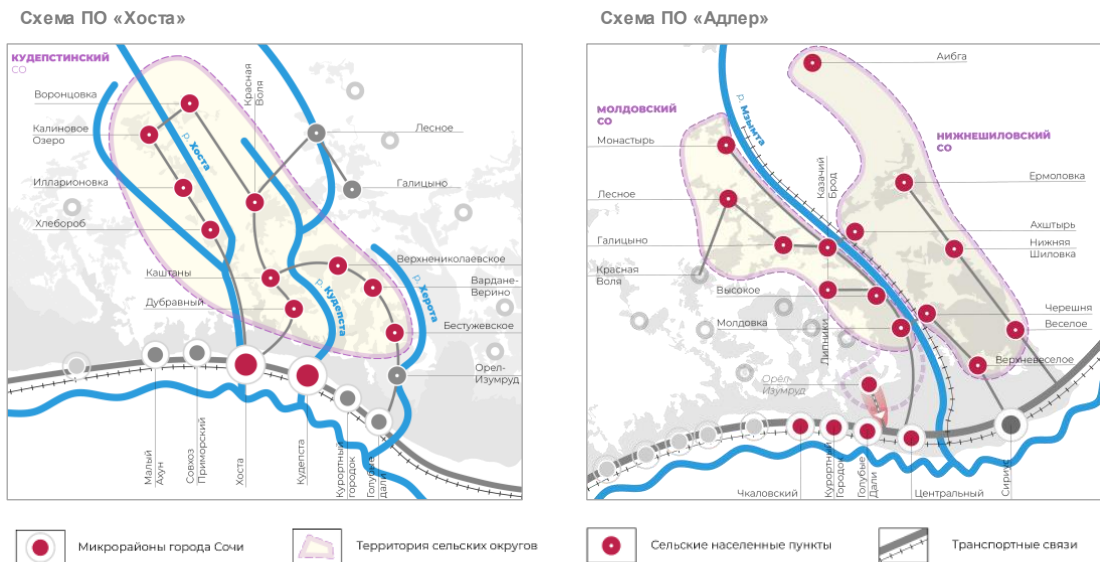 Схема ПО «Хоста»
КУДЕПСТИНСКИЙ
СО
Воронцовка
Калиновое
Озеро
Илларионовка
Хлебороб
Каштаны
Дубравный
Красная
Воля
р. Хоста
р. Кудепста
р. Херота
Лесное
Галицыно
Верхнениколаевское
Вардане-
Верино
Бестужевское
Орел-
Изумруд
Малый
Ахун
Совхоз
Приморский
Хоста
Кудепста
Курортный
городок
Голубые
дали
Схема ПО «Адлер»
МОЛДОВСКИЙ
СО
Монастырь
Лесное
Галицыно
Красная
Воля
Высокое
Молдовка
Липники
Казачий
Брод
р. Мзымта
Аибга
НИЖНЕШИЛОВСКИЙ
СО
Ермоловка
Ахштырь
Нижняя
Шиловка
Черешня
Веселое
Верхневеселое
Орёл-
Изумруд
Чкаловский
Курортный
Городок
Голубые
Дали
Центральный
Сириус
Микрорайоны города Сочи
Территория сельских округов
Сельские населенные пункты
Транспортные связи